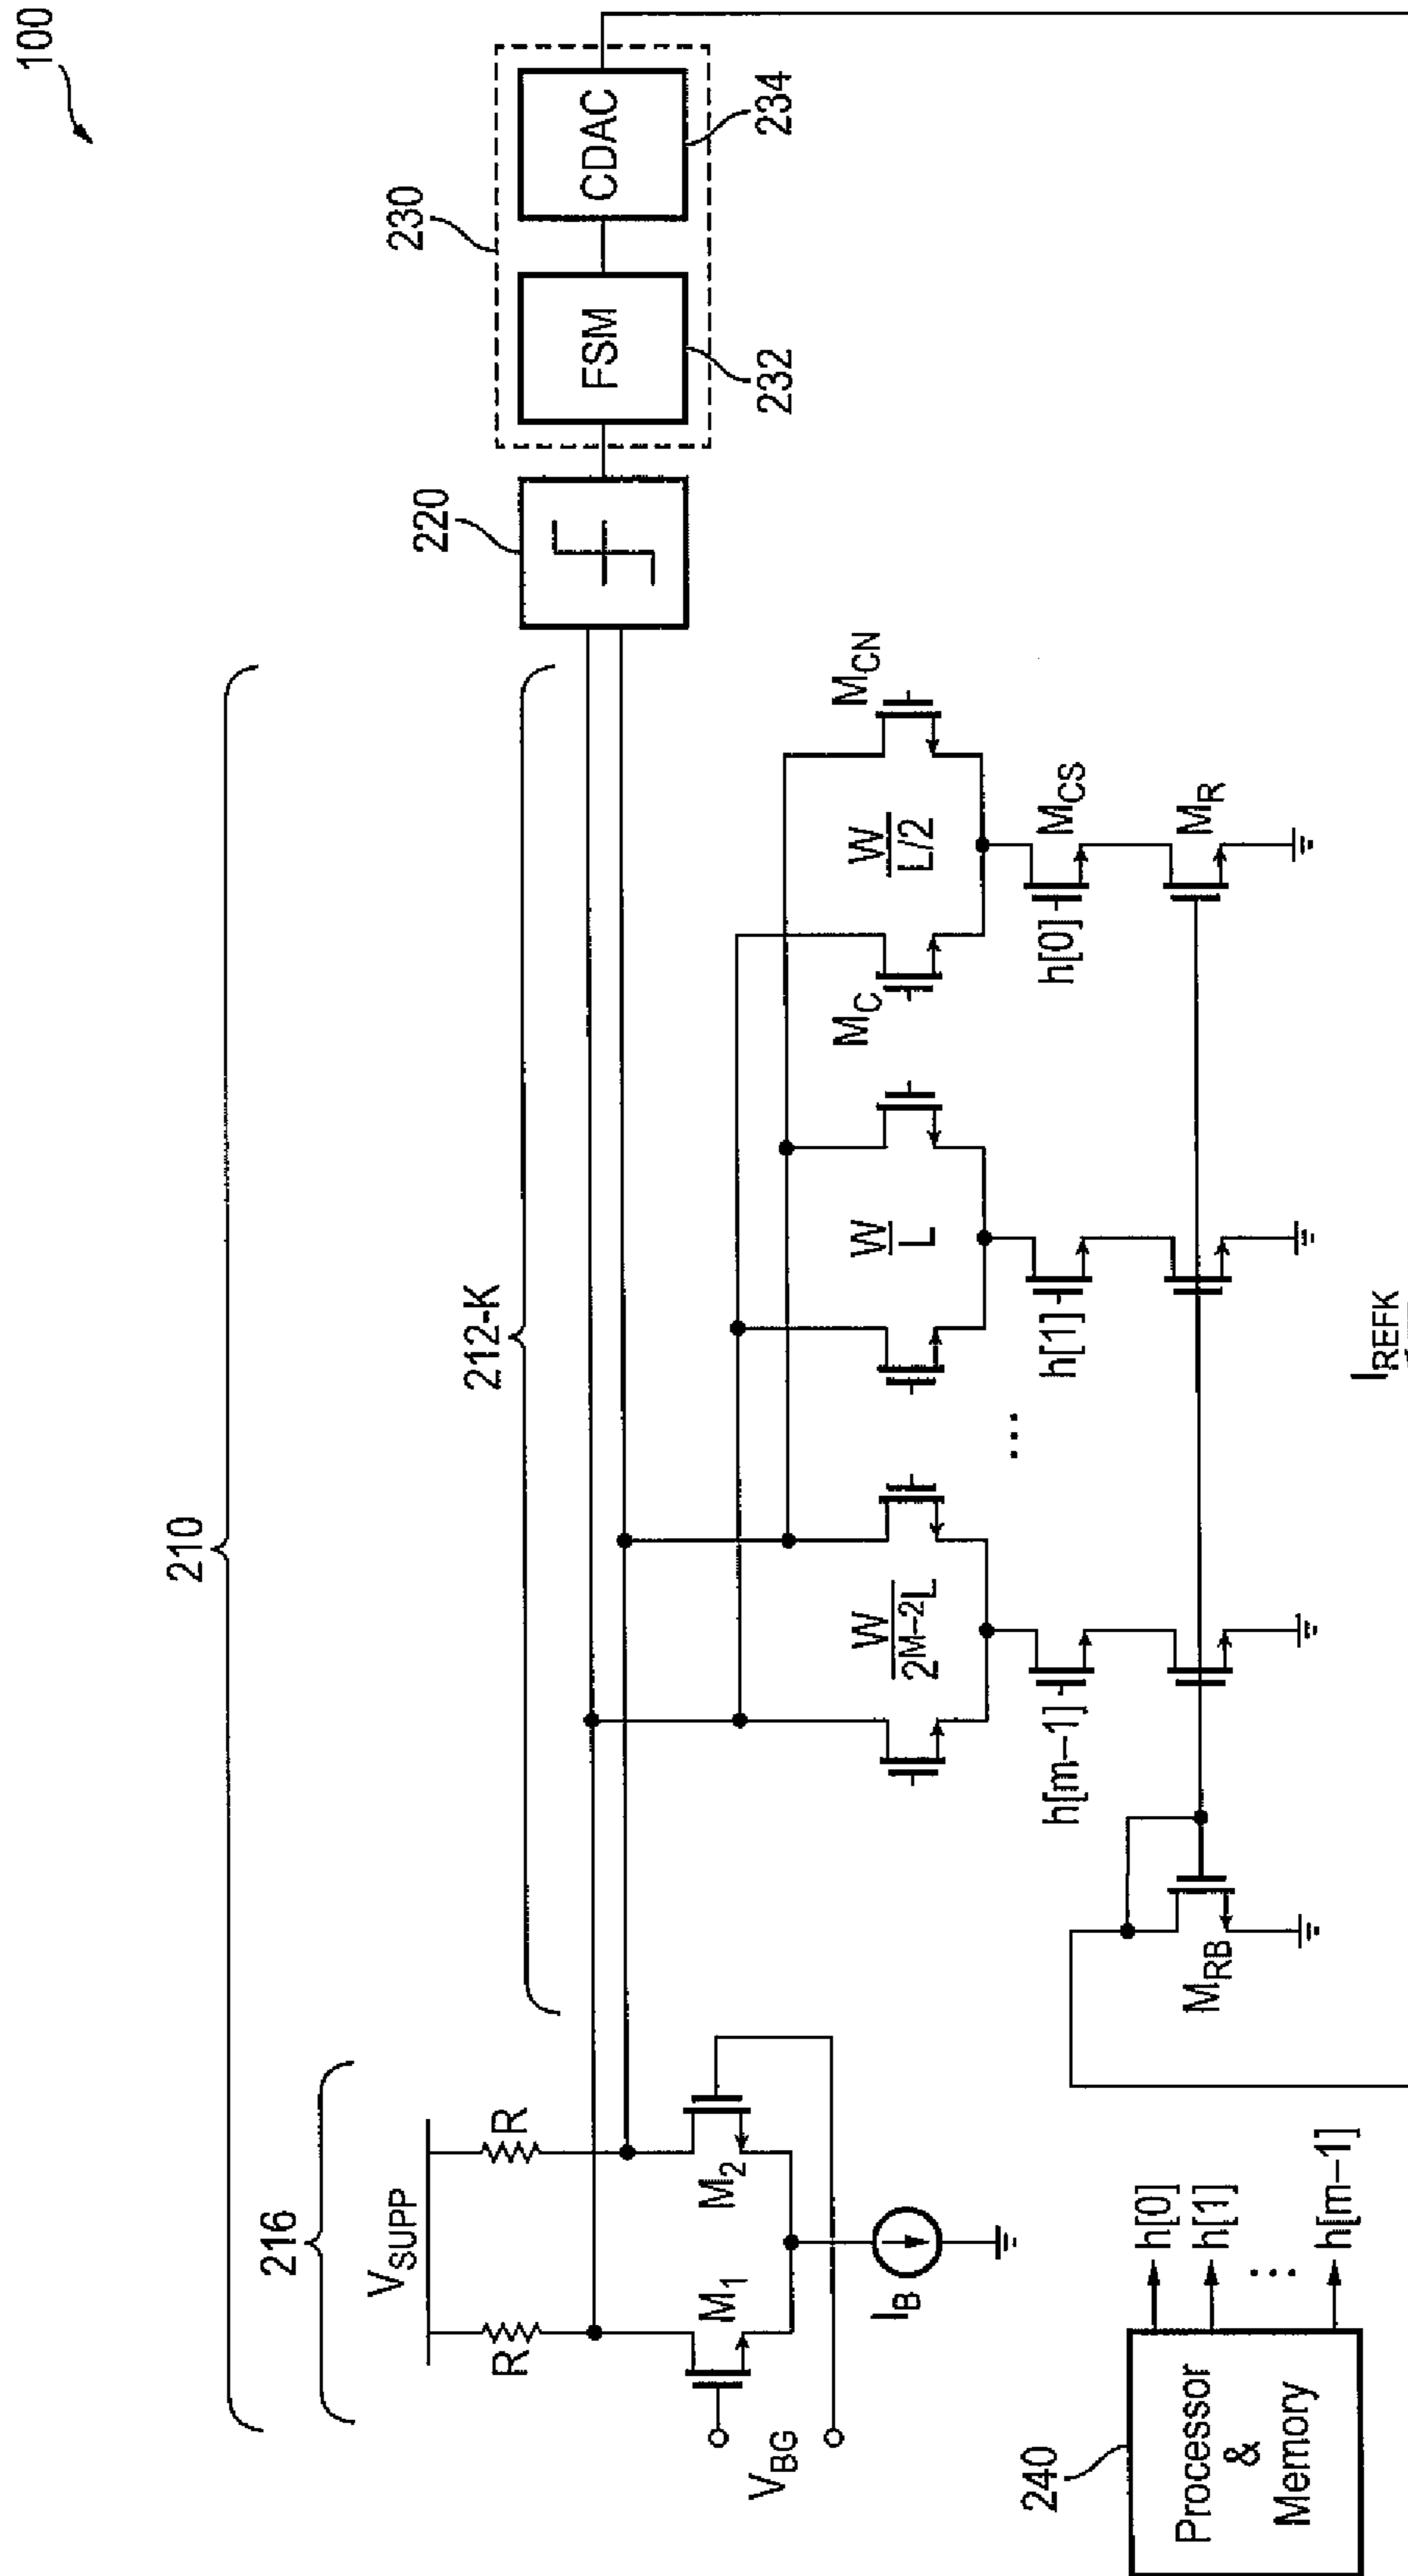 100
210
216
212-K
220
230
V_SUPP
R
R
FSM
CDAC
232
234
M_1
M_2
V_BG
I_B
W
2^M-2L
W
L
W
L/2
M_C
M_CN
h[m-1]
...
h[1]
h[0]
M_CS
M_RB
M_R
I_REFK
240
Processor
&
Memory
h[0]
h[1]
...
h[m-1]